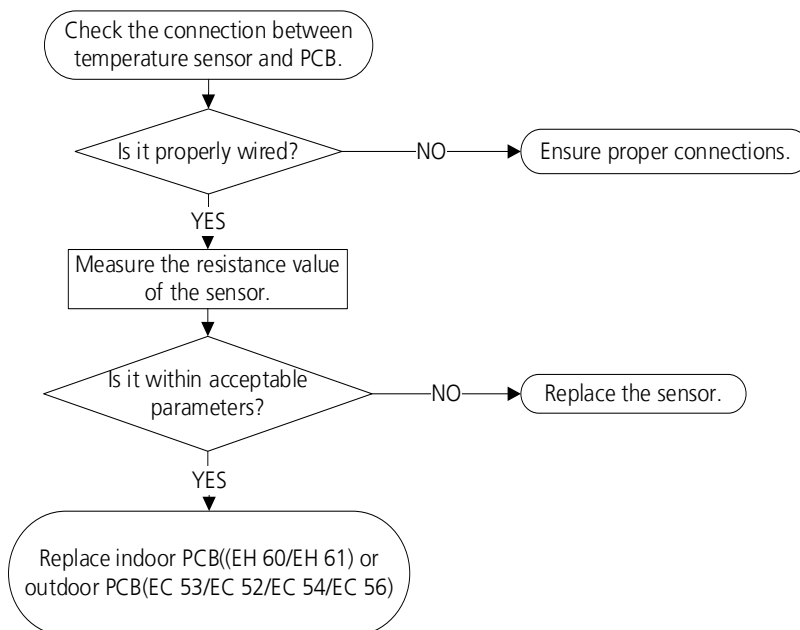 Check the connection between
temperature sensor and PCB.
Is it properly wired?
NO
Ensure proper connections.
YES
Measure the resistance value
of the sensor.
Is it within acceptable
parameters?
NO
Replace the sensor.
YES
Replace indoor PCB((EH 60/EH 61) or
outdoor PCB(EC 53/EC 52/EC 54/EC 56)